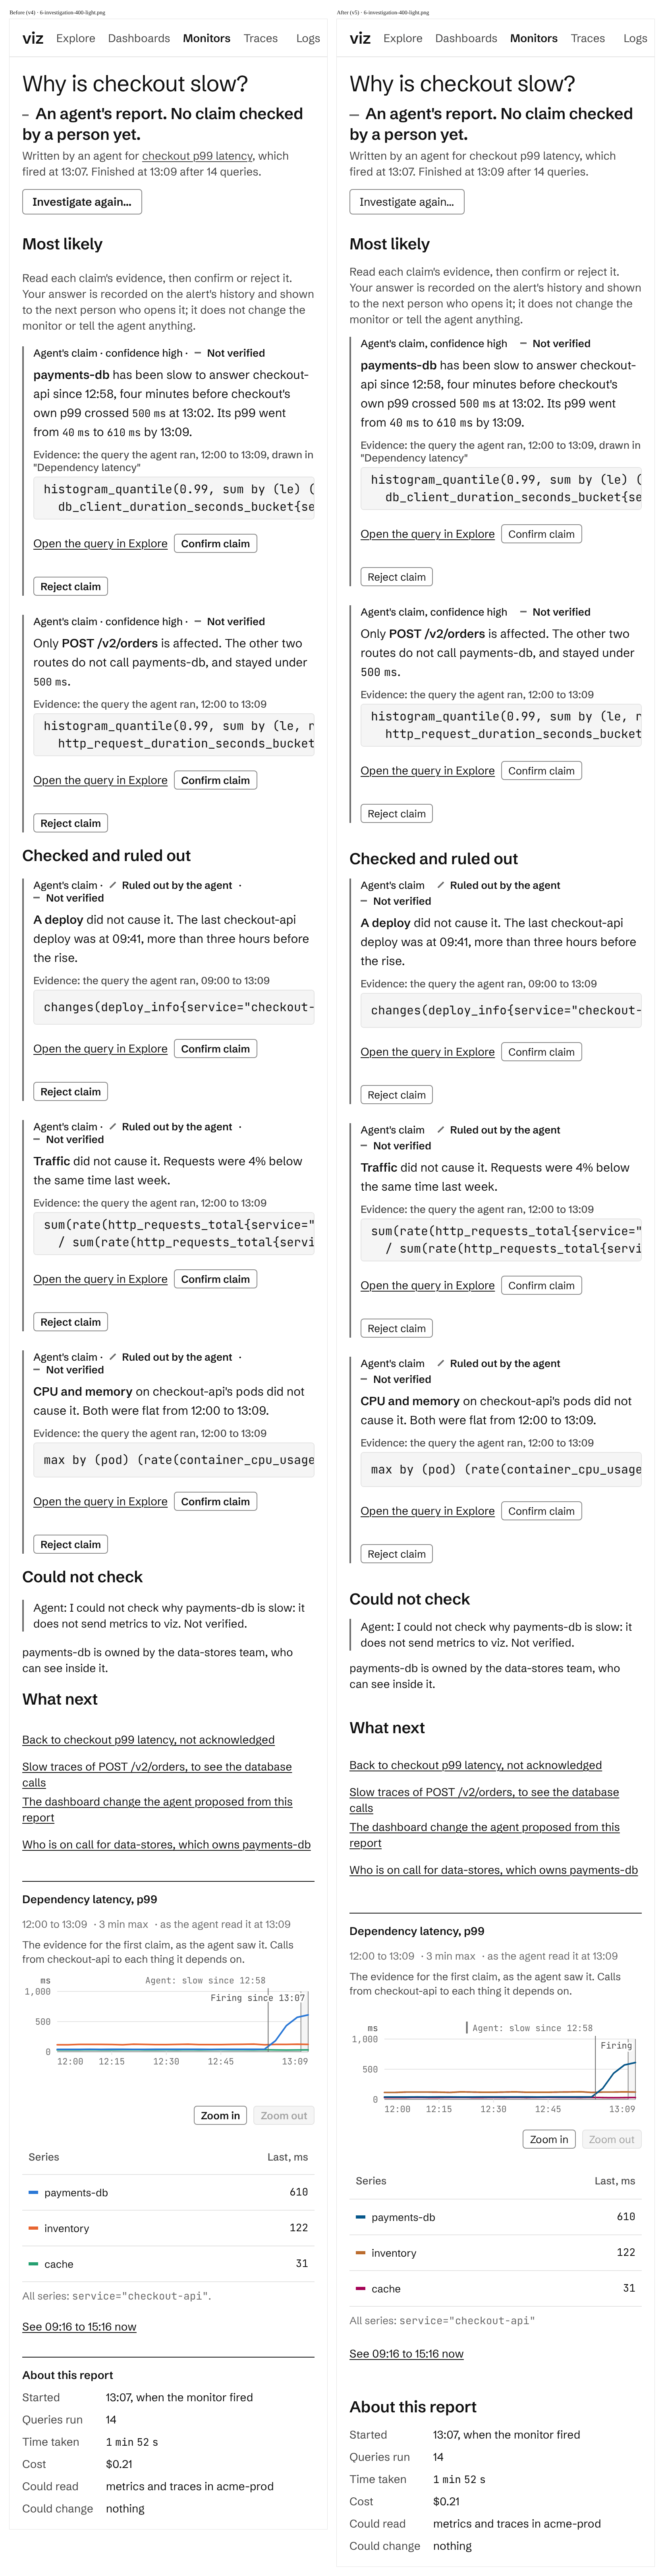 Before (v4) · 6-investigation-400-light.png
viz Explore Dashboards Monitors Traces Logs
Why is checkout slow?
– An agent's report. No claim checked
by a person yet.
Written by an agent for checkout p99 latency, which
fired at 13:07. Finished at 13:09 after 14 queries.
Investigate again...
Most likely
Read each claim's evidence, then confirm or reject it.
Your answer is recorded on the alert's history and shown
to the next person who opens it; it does not change the
monitor or tell the agent anything.
Agent's claim · confidence high · – Not verified
payments-db has been slow to answer checkout-
api since 12:58, four minutes before checkout's
own p99 crossed 500 ms at 13:02. Its p99 went
from 40 ms to 610 ms by 13:09.
Evidence: the query the agent ran, 12:00 to 13:09, drawn in
"Dependency latency"
histogram_quantile(0.99, sum by (le) (
db_client_duration_seconds_bucket{se
Open the query in Explore Confirm claim
Reject claim
Agent's claim · confidence high · – Not verified
Only POST /v2/orders is affected. The other two
routes do not call payments-db, and stayed under
500 ms.
Evidence: the query the agent ran, 12:00 to 13:09
histogram_quantile(0.99, sum by (le, r
http_request_duration_seconds_bucket
Open the query in Explore Confirm claim
Reject claim
Checked and ruled out
Agent's claim · Ruled out by the agent ·
– Not verified
A deploy did not cause it. The last checkout-api
deploy was at 09:41, more than three hours before
the rise.
Evidence: the query the agent ran, 09:00 to 13:09
changes(deploy_info{service="checkout-
Open the query in Explore Confirm claim
Reject claim
Agent's claim · Ruled out by the agent ·
– Not verified
Traffic did not cause it. Requests were 4% below
the same time last week.
Evidence: the query the agent ran, 12:00 to 13:09
sum(rate(http_requests_total{service="
/ sum(rate(http_requests_total{servi
Open the query in Explore Confirm claim
Reject claim
Agent's claim · Ruled out by the agent ·
– Not verified
CPU and memory on checkout-api's pods did not
cause it. Both were flat from 12:00 to 13:09.
Evidence: the query the agent ran, 12:00 to 13:09
max by (pod) (rate(container_cpu_usage
Open the query in Explore Confirm claim
Reject claim
Could not check
Agent: I could not check why payments-db is slow: it
does not send metrics to viz. Not verified.
payments-db is owned by the data-stores team, who
can see inside it.
What next
Back to checkout p99 latency, not acknowledged
Slow traces of POST /v2/orders, to see the database
calls
The dashboard change the agent proposed from this
report
Who is on call for data-stores, which owns payments-db
Dependency latency, p99
12:00 to 13:09 · 3 min max · as the agent read it at 13:09
The evidence for the first claim, as the agent saw it. Calls
from checkout-api to each thing it depends on.
ms Agent: slow since 12:58
1,000 Firing since 13:07
500
0
12:00 12:15 12:30 12:45 13:09
Zoom in Zoom out
Series Last, ms
payments-db 610
inventory 122
cache 31
All series: service="checkout-api".
See 09:16 to 15:16 now
About this report
Started 13:07, when the monitor fired
Queries run 14
Time taken 1 min 52 s
Cost $0.21
Could read metrics and traces in acme-prod
Could change nothing
After (v5) · 6-investigation-400-light.png
viz Explore Dashboards Monitors Traces Logs
Why is checkout slow?
– An agent's report. No claim checked
by a person yet.
Written by an agent for checkout p99 latency, which
fired at 13:07. Finished at 13:09 after 14 queries.
Investigate again...
Most likely
Read each claim's evidence, then confirm or reject it.
Your answer is recorded on the alert's history and shown
to the next person who opens it; it does not change the
monitor or tell the agent anything.
Agent's claim, confidence high – Not verified
payments-db has been slow to answer checkout-
api since 12:58, four minutes before checkout's
own p99 crossed 500 ms at 13:02. Its p99 went
from 40 ms to 610 ms by 13:09.
Evidence: the query the agent ran, 12:00 to 13:09, drawn in
"Dependency latency"
histogram_quantile(0.99, sum by (le) (
db_client_duration_seconds_bucket{se
Open the query in Explore Confirm claim
Reject claim
Agent's claim, confidence high – Not verified
Only POST /v2/orders is affected. The other two
routes do not call payments-db, and stayed under
500 ms.
Evidence: the query the agent ran, 12:00 to 13:09
histogram_quantile(0.99, sum by (le, r
http_request_duration_seconds_bucket
Open the query in Explore Confirm claim
Reject claim
Checked and ruled out
Agent's claim Ruled out by the agent
– Not verified
A deploy did not cause it. The last checkout-api
deploy was at 09:41, more than three hours before
the rise.
Evidence: the query the agent ran, 09:00 to 13:09
changes(deploy_info{service="checkout-
Open the query in Explore Confirm claim
Reject claim
Agent's claim Ruled out by the agent
– Not verified
Traffic did not cause it. Requests were 4% below
the same time last week.
Evidence: the query the agent ran, 12:00 to 13:09
sum(rate(http_requests_total{service="
/ sum(rate(http_requests_total{servi
Open the query in Explore Confirm claim
Reject claim
Agent's claim Ruled out by the agent
– Not verified
CPU and memory on checkout-api's pods did not
cause it. Both were flat from 12:00 to 13:09.
Evidence: the query the agent ran, 12:00 to 13:09
max by (pod) (rate(container_cpu_usage
Open the query in Explore Confirm claim
Reject claim
Could not check
Agent: I could not check why payments-db is slow: it
does not send metrics to viz. Not verified.
payments-db is owned by the data-stores team, who
can see inside it.
What next
Back to checkout p99 latency, not acknowledged
Slow traces of POST /v2/orders, to see the database
calls
The dashboard change the agent proposed from this
report
Who is on call for data-stores, which owns payments-db
Dependency latency, p99
12:00 to 13:09 · 3 min max · as the agent read it at 13:09
The evidence for the first claim, as the agent saw it. Calls
from checkout-api to each thing it depends on.
ms Agent: slow since 12:58
1,000 Firing
500
0
12:00 12:15 12:30 12:45 13:09
Zoom in Zoom out
Series Last, ms
payments-db 610
inventory 122
cache 31
All series: service="checkout-api"
See 09:16 to 15:16 now
About this report
Started 13:07, when the monitor fired
Queries run 14
Time taken 1 min 52 s
Cost $0.21
Could read metrics and traces in acme-prod
Could change nothing